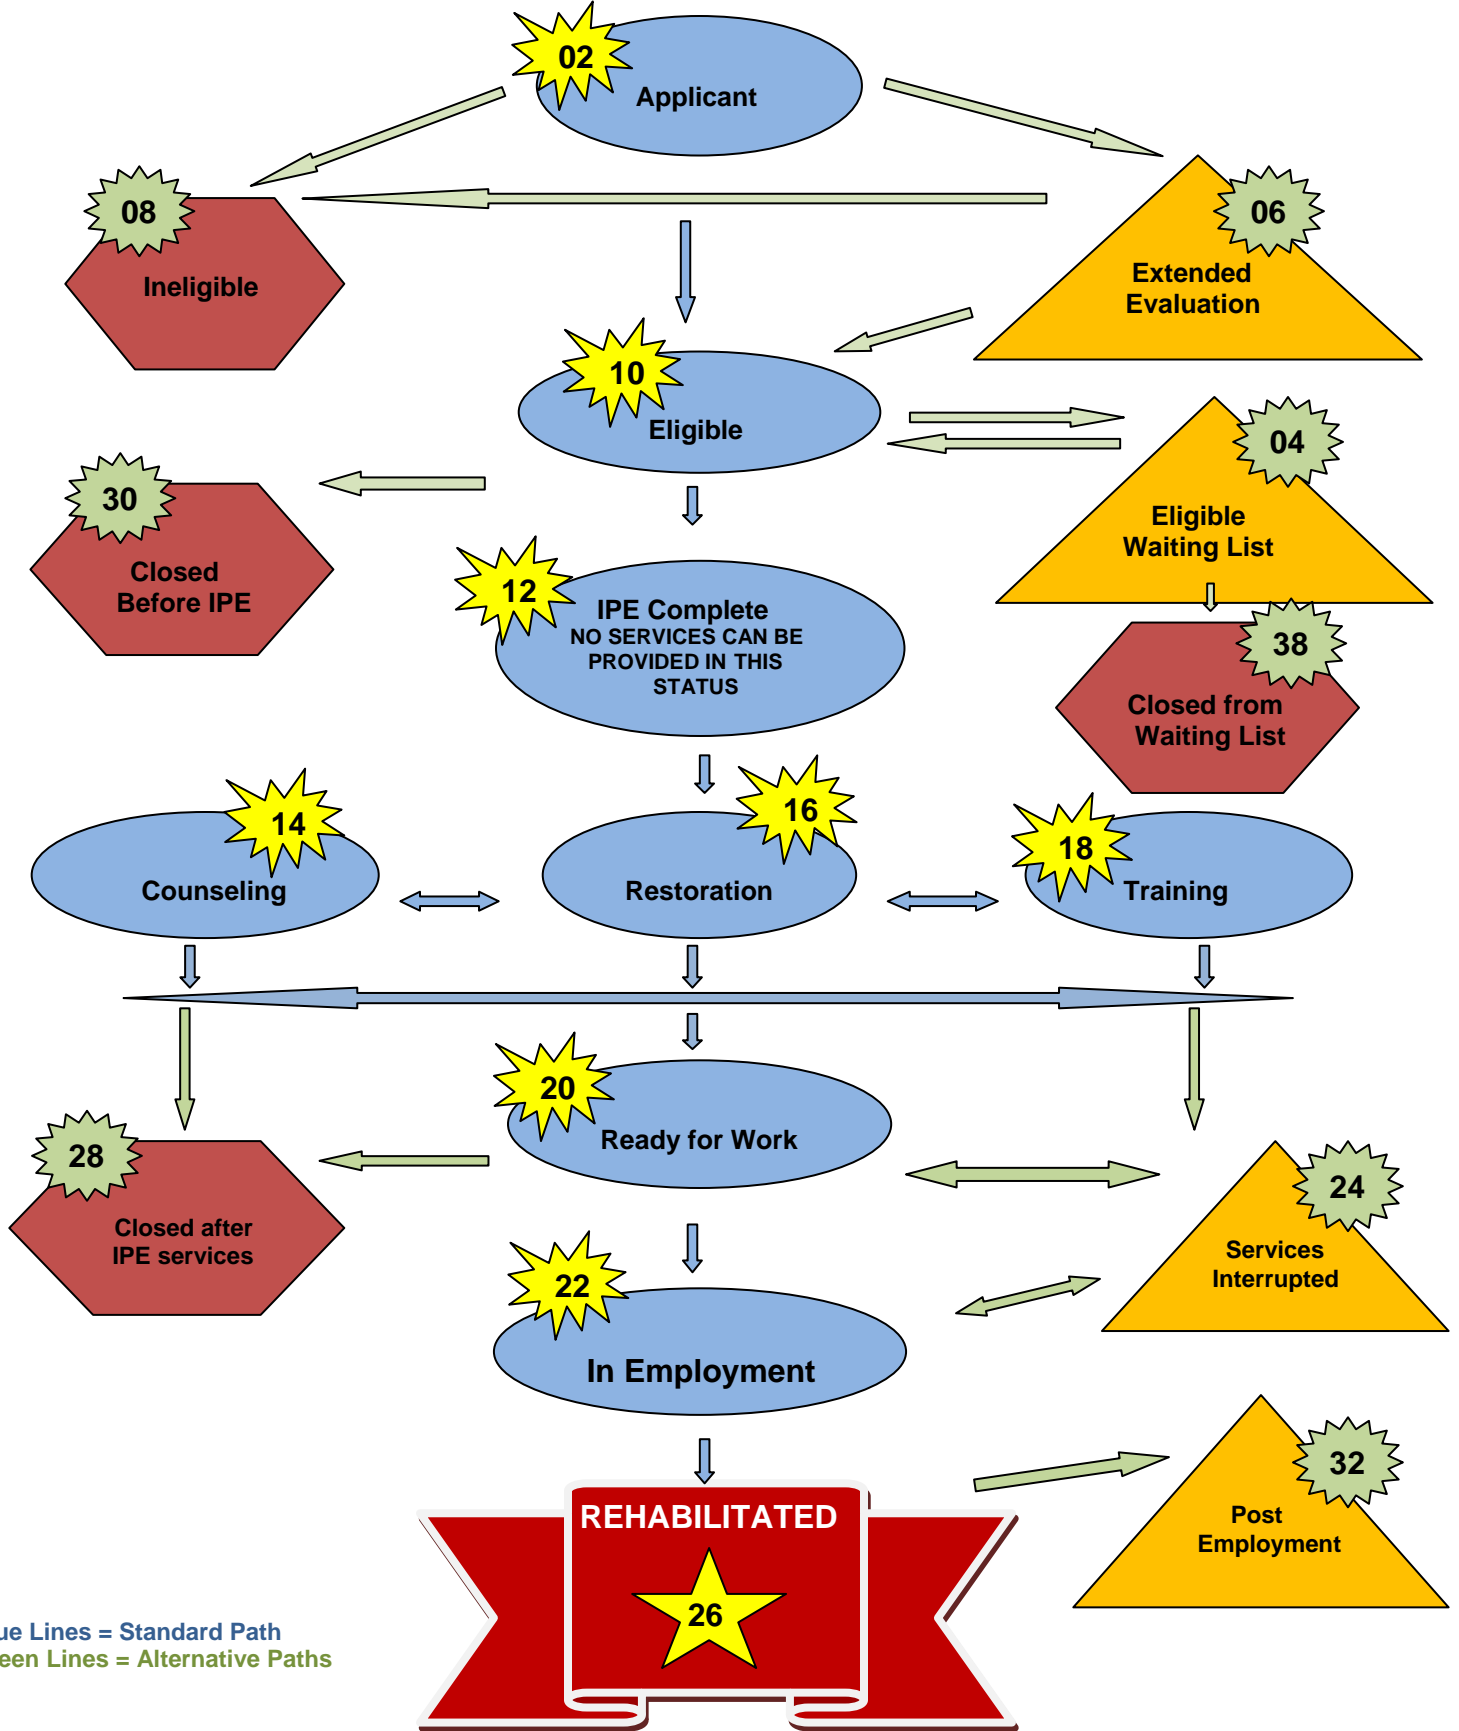 02
Applicant
08
Ineligible
06
Extended
Evaluation
10
Eligible
04
Eligible
Waiting List
30
Closed
Before IPE
12
IPE Complete
NO SERVICES CAN BE
PROVIDED IN THIS
STATUS
38
Closed from
Waiting List
14
Counseling
16
Restoration
18
Training
20
Ready for Work
28
Closed after
IPE services
24
Services
Interrupted
22
In Employment
32
Post
Employment
REHABILITATED
26
ue Lines = Standard Path
een Lines = Alternative Paths